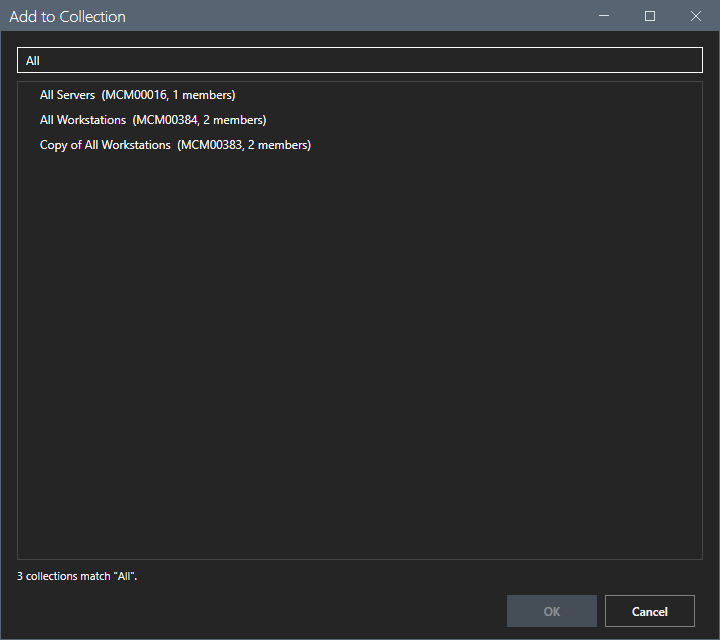 Add to Collection
All
All Servers  (MCM00016, 1 members)
All Workstations  (MCM00384, 2 members)
Copy of All Workstations  (MCM00383, 2 members)
3 collections match "All".
OK
Cancel